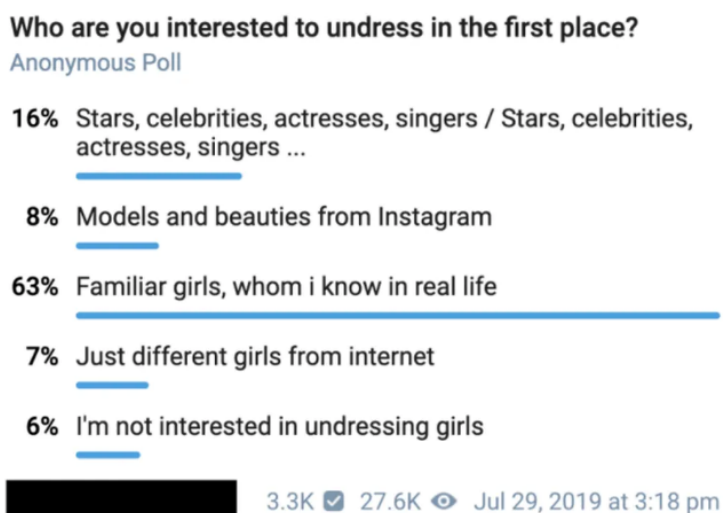 Who are you interested to undress in the first place?
Anonymous Poll
16% Stars, celebrities, actresses, singers / Stars, celebrities,
actresses, singers ...
8% Models and beauties from Instagram
63% Familiar girls, whom i know in real life
7% Just different girls from internet
6% I'm not interested in undressing girls
3.3K 27.6K Jul 29, 2019 at 3:18 pm